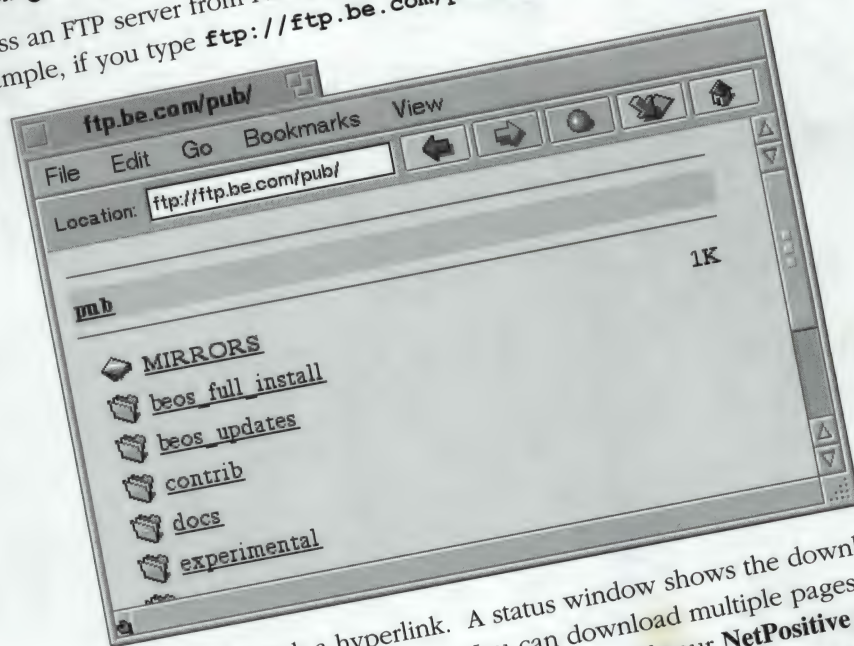 ss an FTP server from
mple, if you type ftp://ftp.be.com/p
ftp.be.com/pub/
File Edit Go Bookmarks View
Location: ftp://ftp.be.com/pub/
pub 1K
MIRRORS
beos_full_install
beos_updates
contrib
docs
experimental
a hyperlink. A status window shows the downl
can download multiple pages
NetPositive